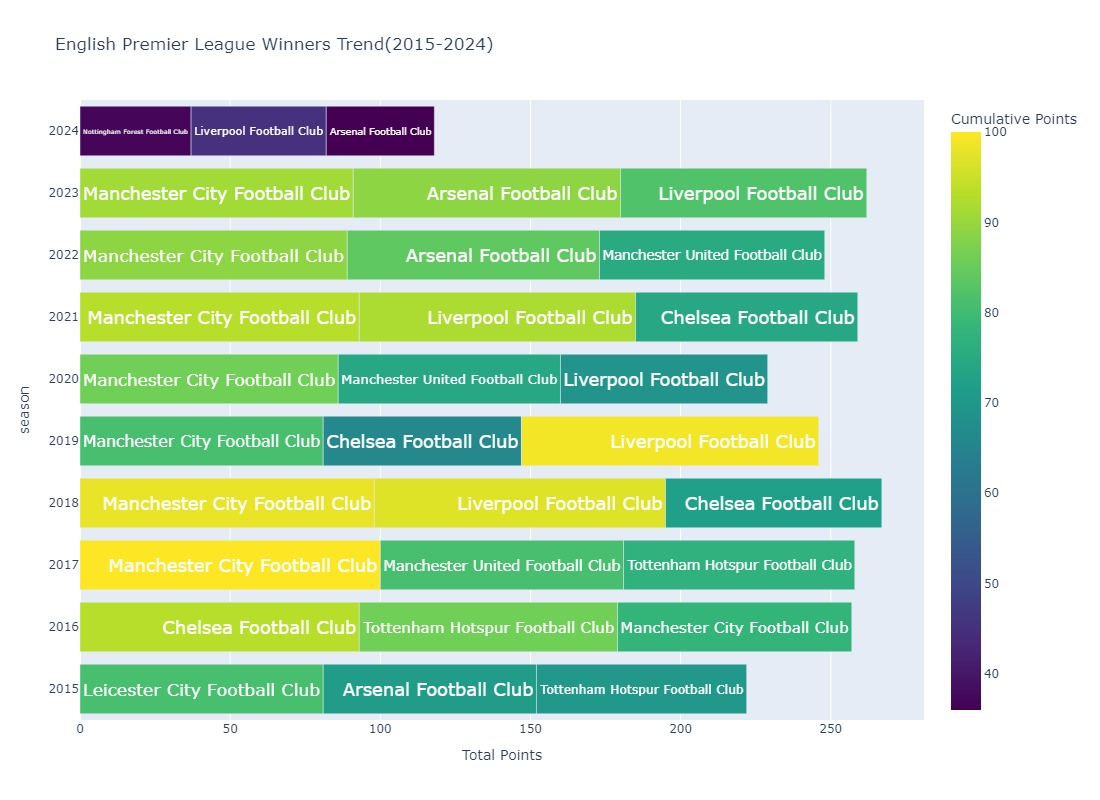 English Premier League Winners Trend(2015-2024)
Cumulative Points
100
90
80
70
60
50
40
season
2024 Nottingham Forest Football Club Liverpool Football Club Arsenal Football Club
2023 Manchester City Football Club Arsenal Football Club Liverpool Football Club
2022 Manchester City Football Club Arsenal Football Club Manchester United Football Club
2021 Manchester City Football Club Liverpool Football Club Chelsea Football Club
2020 Manchester City Football Club Manchester United Football Club Liverpool Football Club
2019 Manchester City Football Club Chelsea Football Club Liverpool Football Club
2018 Manchester City Football Club Liverpool Football Club Chelsea Football Club
2017 Manchester City Football Club Manchester United Football Club Tottenham Hotspur Football Club
2016 Chelsea Football Club Tottenham Hotspur Football Club Manchester City Football Club
2015 Leicester City Football Club Arsenal Football Club Tottenham Hotspur Football Club
0 50 100 150 200 250
Total Points